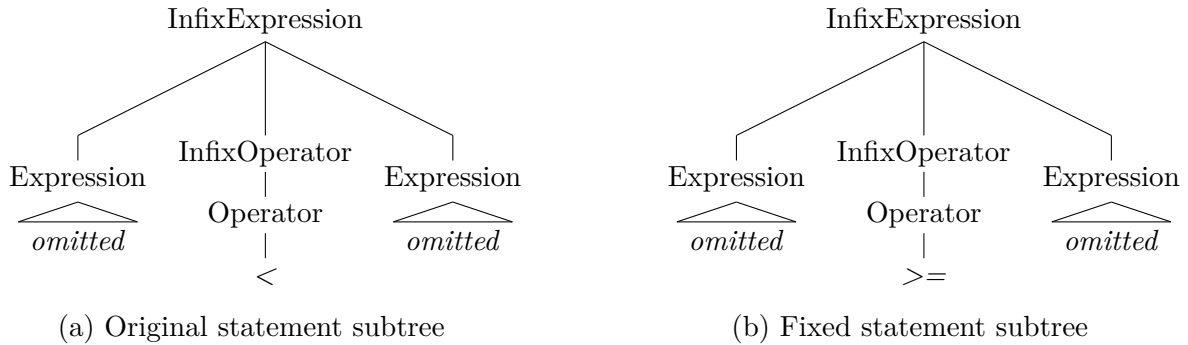 InfixExpression InfixExpression
InfixOperator InfixOperator
Expression Expression Expression Expression
Operator Operator
omitted omitted omitted omitted
< >=
(a) Original statement subtree (b) Fixed statement subtree